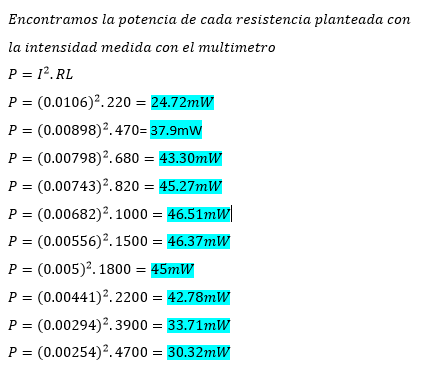 Encontramos la potencia de cada resistencia planteada con
la intensidad medida con el multimetro
P = I². RL
P = (0.0106)². 220 = 24.72mW
P = (0.00898)². 470= 37.9mW
P = (0.00798)². 680 = 43.30mW
P = (0.00743)². 820 = 45.27mW
P = (0.00682)². 1000 = 46.51mW
P = (0.00556)². 1500 = 46.37mW
P = (0.005)². 1800 = 45mW
P = (0.00441)². 2200 = 42.78mW
P = (0.00294)². 3900 = 33.71mW
P = (0.00254)². 4700 = 30.32mW